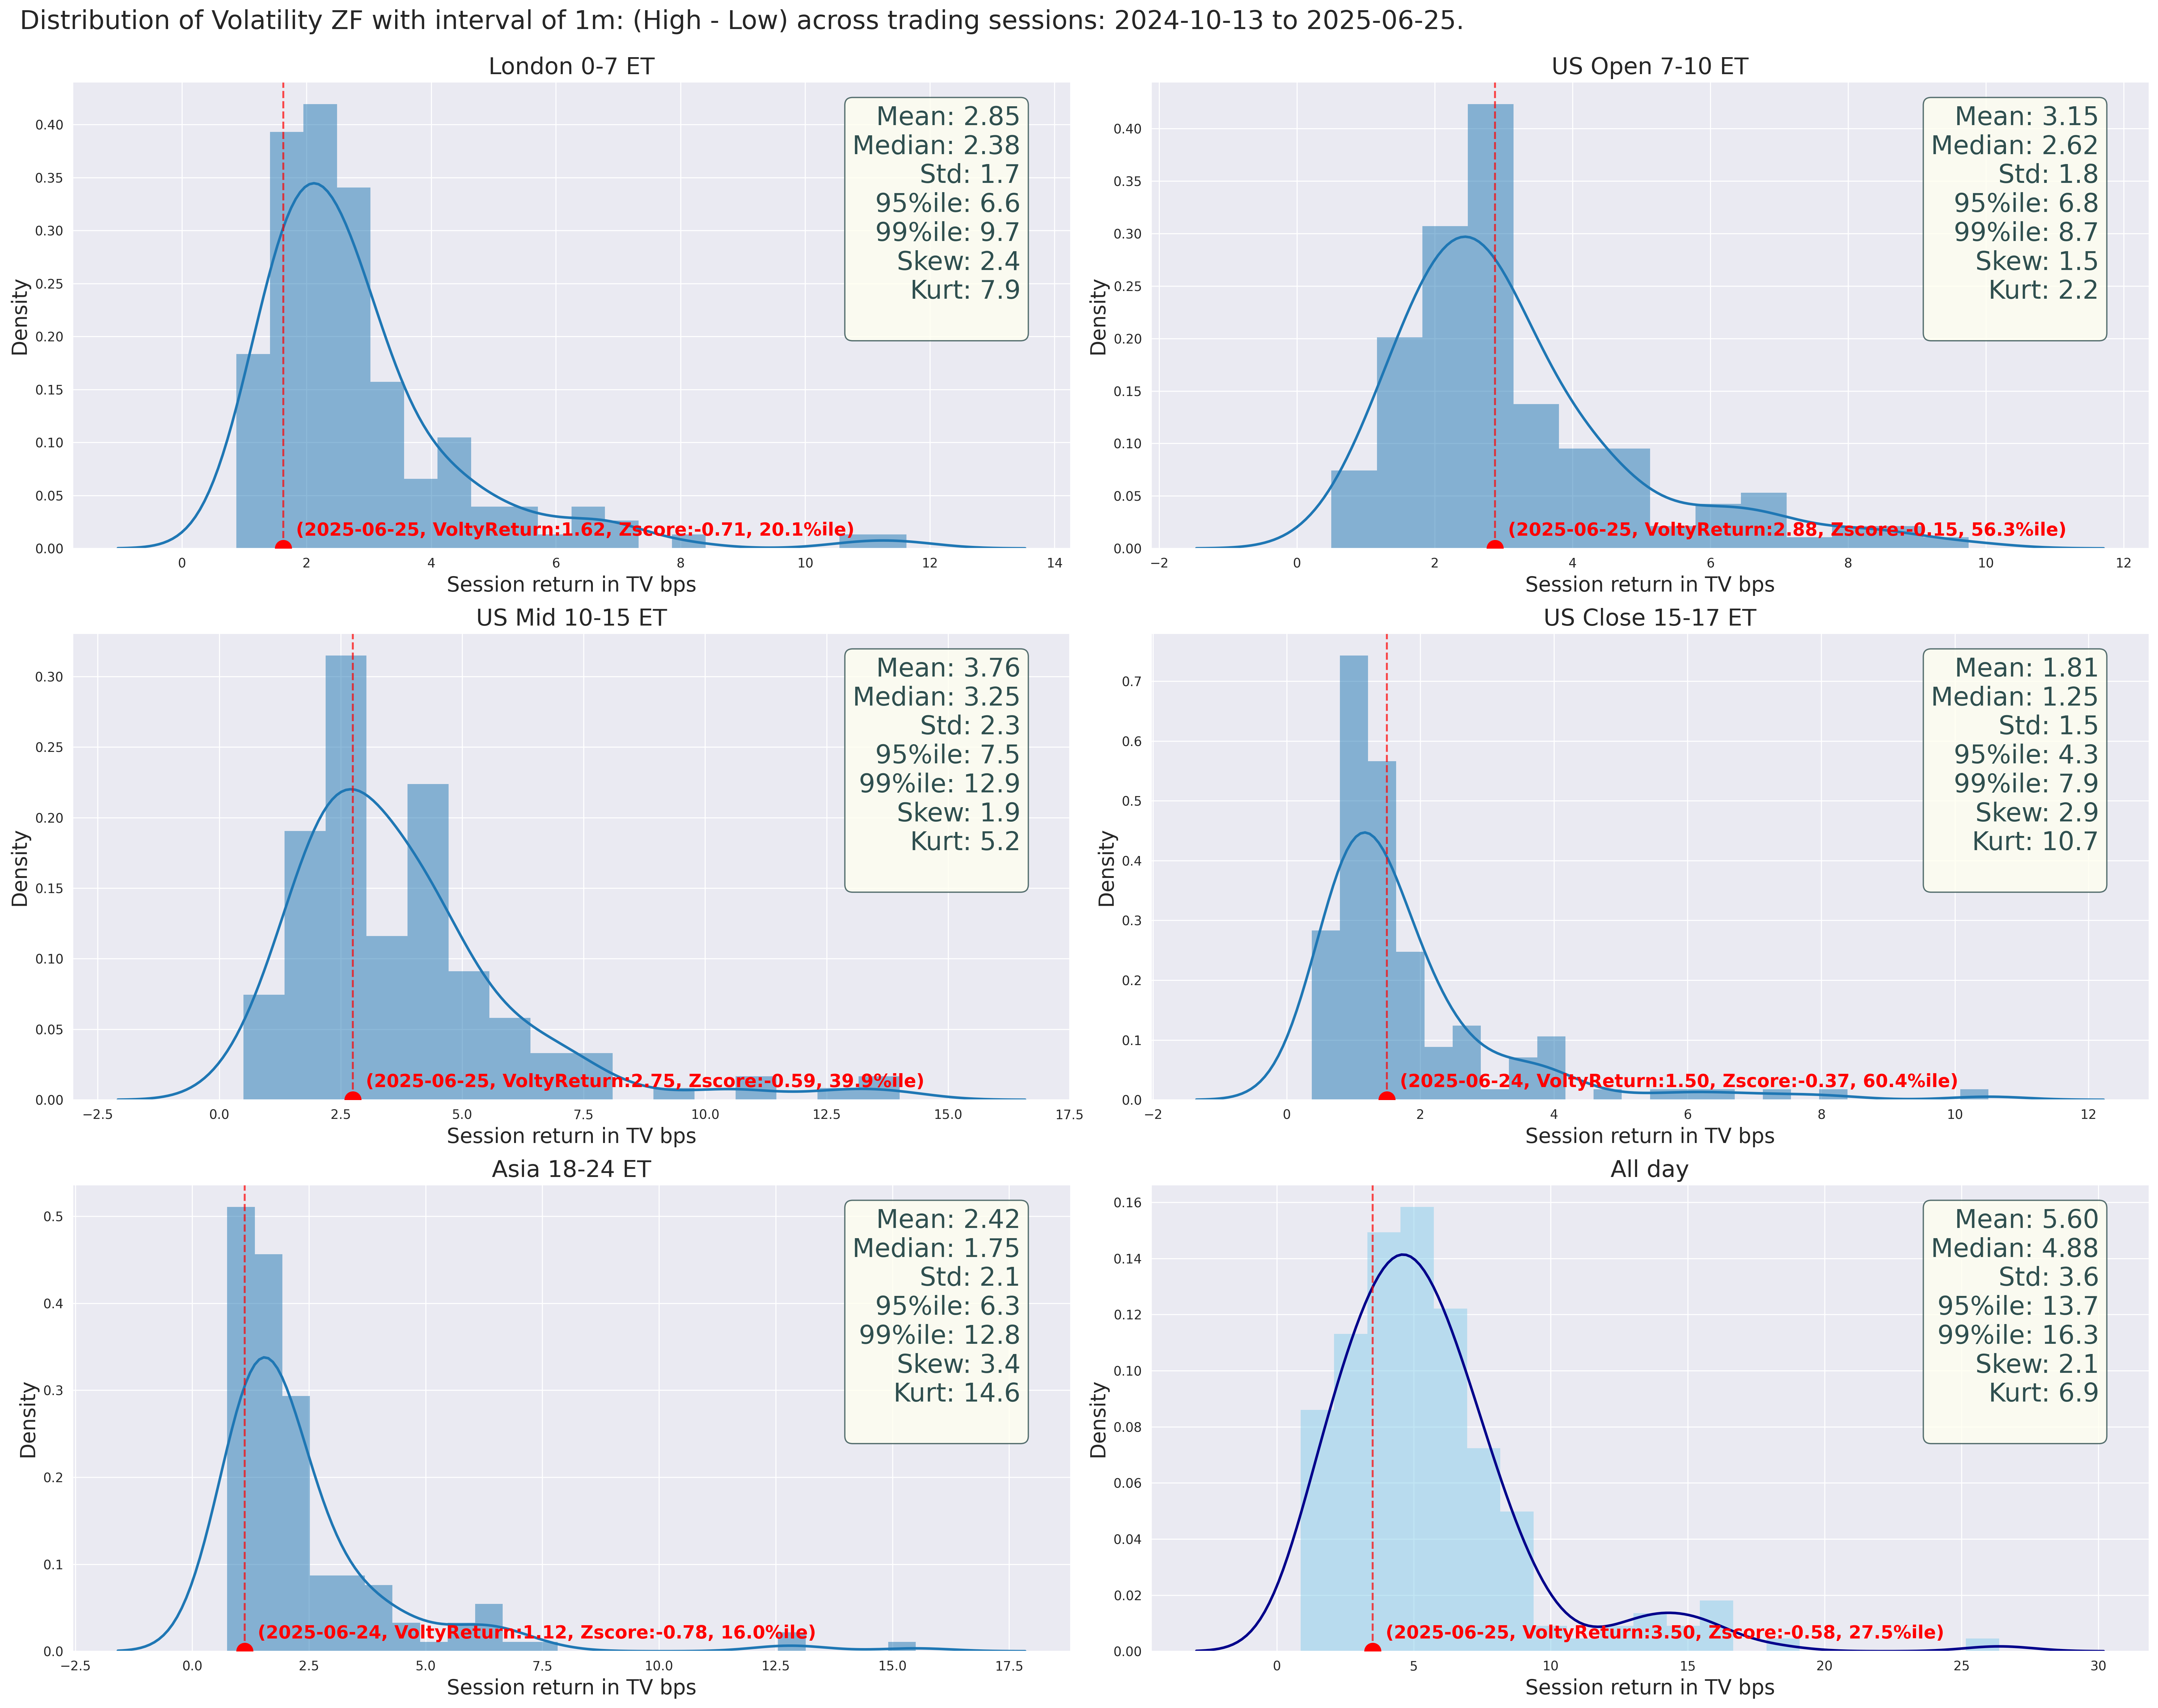 Distribution of Volatility ZF with interval of 1m: (High - Low) across trading sessions: 2024-10-13 to 2025-06-25.
London 0-7 ET
0.40
0.35
0.30
0.25
0.20
0.15
0.10
0.05
0.00
Density
Mean: 2.85
Median: 2.38
Std: 1.7
95%ile: 6.6
99%ile: 9.7
Skew: 2.4
Kurt: 7.9
(2025-06-25, VoltyReturn:1.62, Zscore:-0.71, 20.1%ile)
0 2 4 6 8 10 12 14
Session return in TV bps
US Open 7-10 ET
0.40
0.35
0.30
0.25
0.20
0.15
0.10
0.05
0.00
Density
Mean: 3.15
Median: 2.62
Std: 1.8
95%ile: 6.8
99%ile: 8.7
Skew: 1.5
Kurt: 2.2
(2025-06-25, VoltyReturn:2.88, Zscore:-0.15, 56.3%ile)
−2 0 2 4 6 8 10 12
Session return in TV bps
US Mid 10-15 ET
0.30
0.25
0.20
0.15
0.10
0.05
0.00
Density
Mean: 3.76
Median: 3.25
Std: 2.3
95%ile: 7.5
99%ile: 12.9
Skew: 1.9
Kurt: 5.2
(2025-06-25, VoltyReturn:2.75, Zscore:-0.59, 39.9%ile)
−2.5 0.0 2.5 5.0 7.5 10.0 12.5 15.0 17.5
Session return in TV bps
US Close 15-17 ET
0.7
0.6
0.5
0.4
0.3
0.2
0.1
0.0
Density
Mean: 1.81
Median: 1.25
Std: 1.5
95%ile: 4.3
99%ile: 7.9
Skew: 2.9
Kurt: 10.7
(2025-06-24, VoltyReturn:1.50, Zscore:-0.37, 60.4%ile)
−2 0 2 4 6 8 10 12
Session return in TV bps
Asia 18-24 ET
0.5
0.4
0.3
0.2
0.1
0.0
Density
Mean: 2.42
Median: 1.75
Std: 2.1
95%ile: 6.3
99%ile: 12.8
Skew: 3.4
Kurt: 14.6
(2025-06-24, VoltyReturn:1.12, Zscore:-0.78, 16.0%ile)
−2.5 0.0 2.5 5.0 7.5 10.0 12.5 15.0 17.5
Session return in TV bps
All day
0.16
0.14
0.12
0.10
0.08
0.06
0.04
0.02
0.00
Density
Mean: 5.60
Median: 4.88
Std: 3.6
95%ile: 13.7
99%ile: 16.3
Skew: 2.1
Kurt: 6.9
(2025-06-25, VoltyReturn:3.50, Zscore:-0.58, 27.5%ile)
0 5 10 15 20 25 30
Session return in TV bps